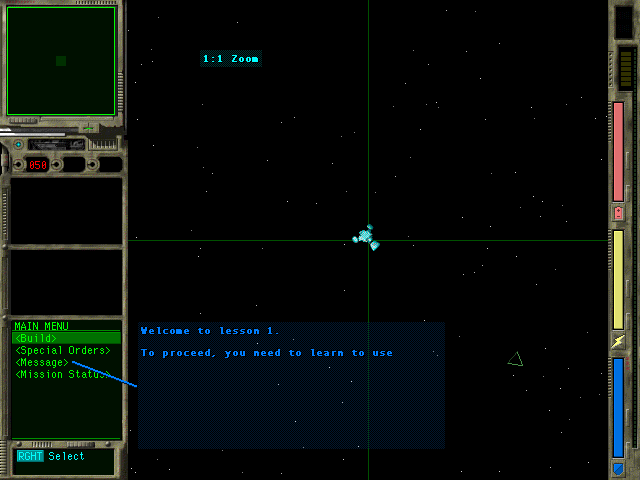 1:1 Zoom
050
MAIN MENU
<Build>
<Special Orders>
<Message>
<Mission Status>
Welcome to lesson 1.
To proceed, you need to learn to use
RGHT Select